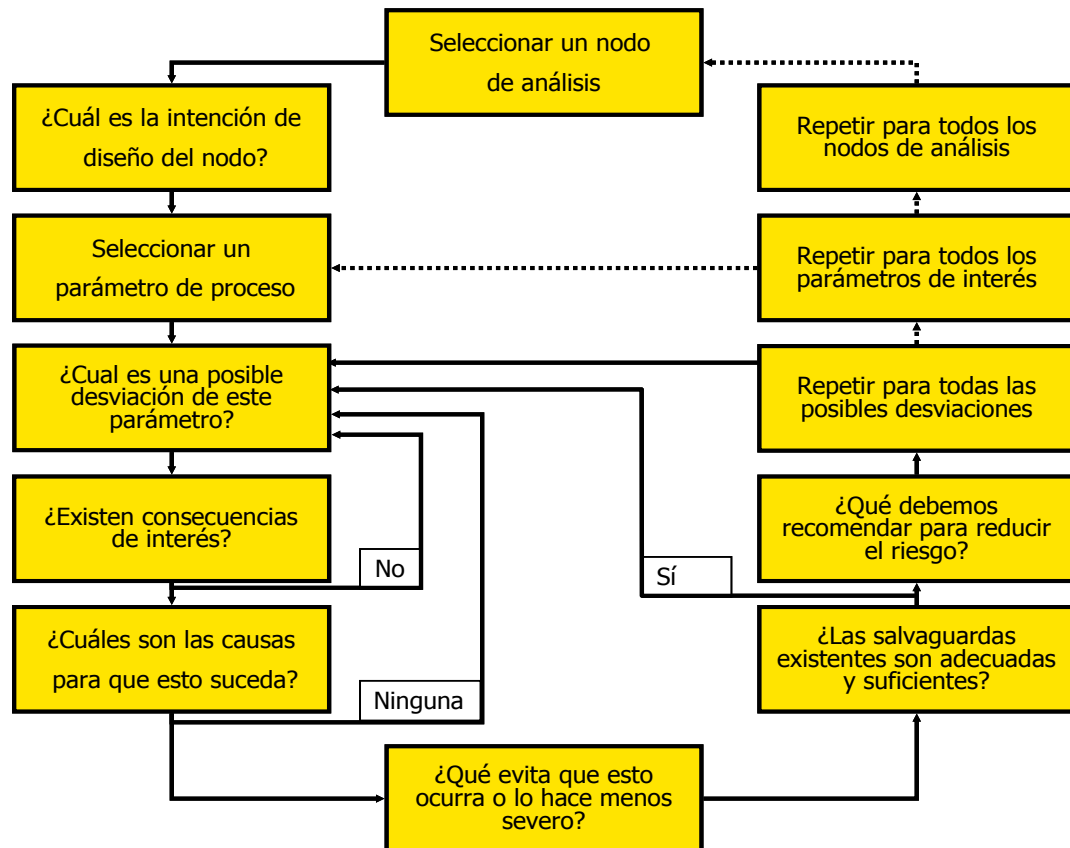 Seleccionar un nodo
de análisis
¿Cuál es la intención de
diseño del nodo?
Seleccionar un
parámetro de proceso
¿Cual es una posible
desviación de este
parámetro?
¿Existen consecuencias
de interés?
No
¿Cuáles son las causas
para que esto suceda?
Ninguna
¿Qué evita que esto
ocurra o lo hace menos
severo?
¿Las salvaguardas
existentes son adecuadas
y suficientes?
Sí
¿Qué debemos
recomendar para reducir
el riesgo?
Repetir para todas las
posibles desviaciones
Repetir para todos los
parámetros de interés
Repetir para todos los
nodos de análisis